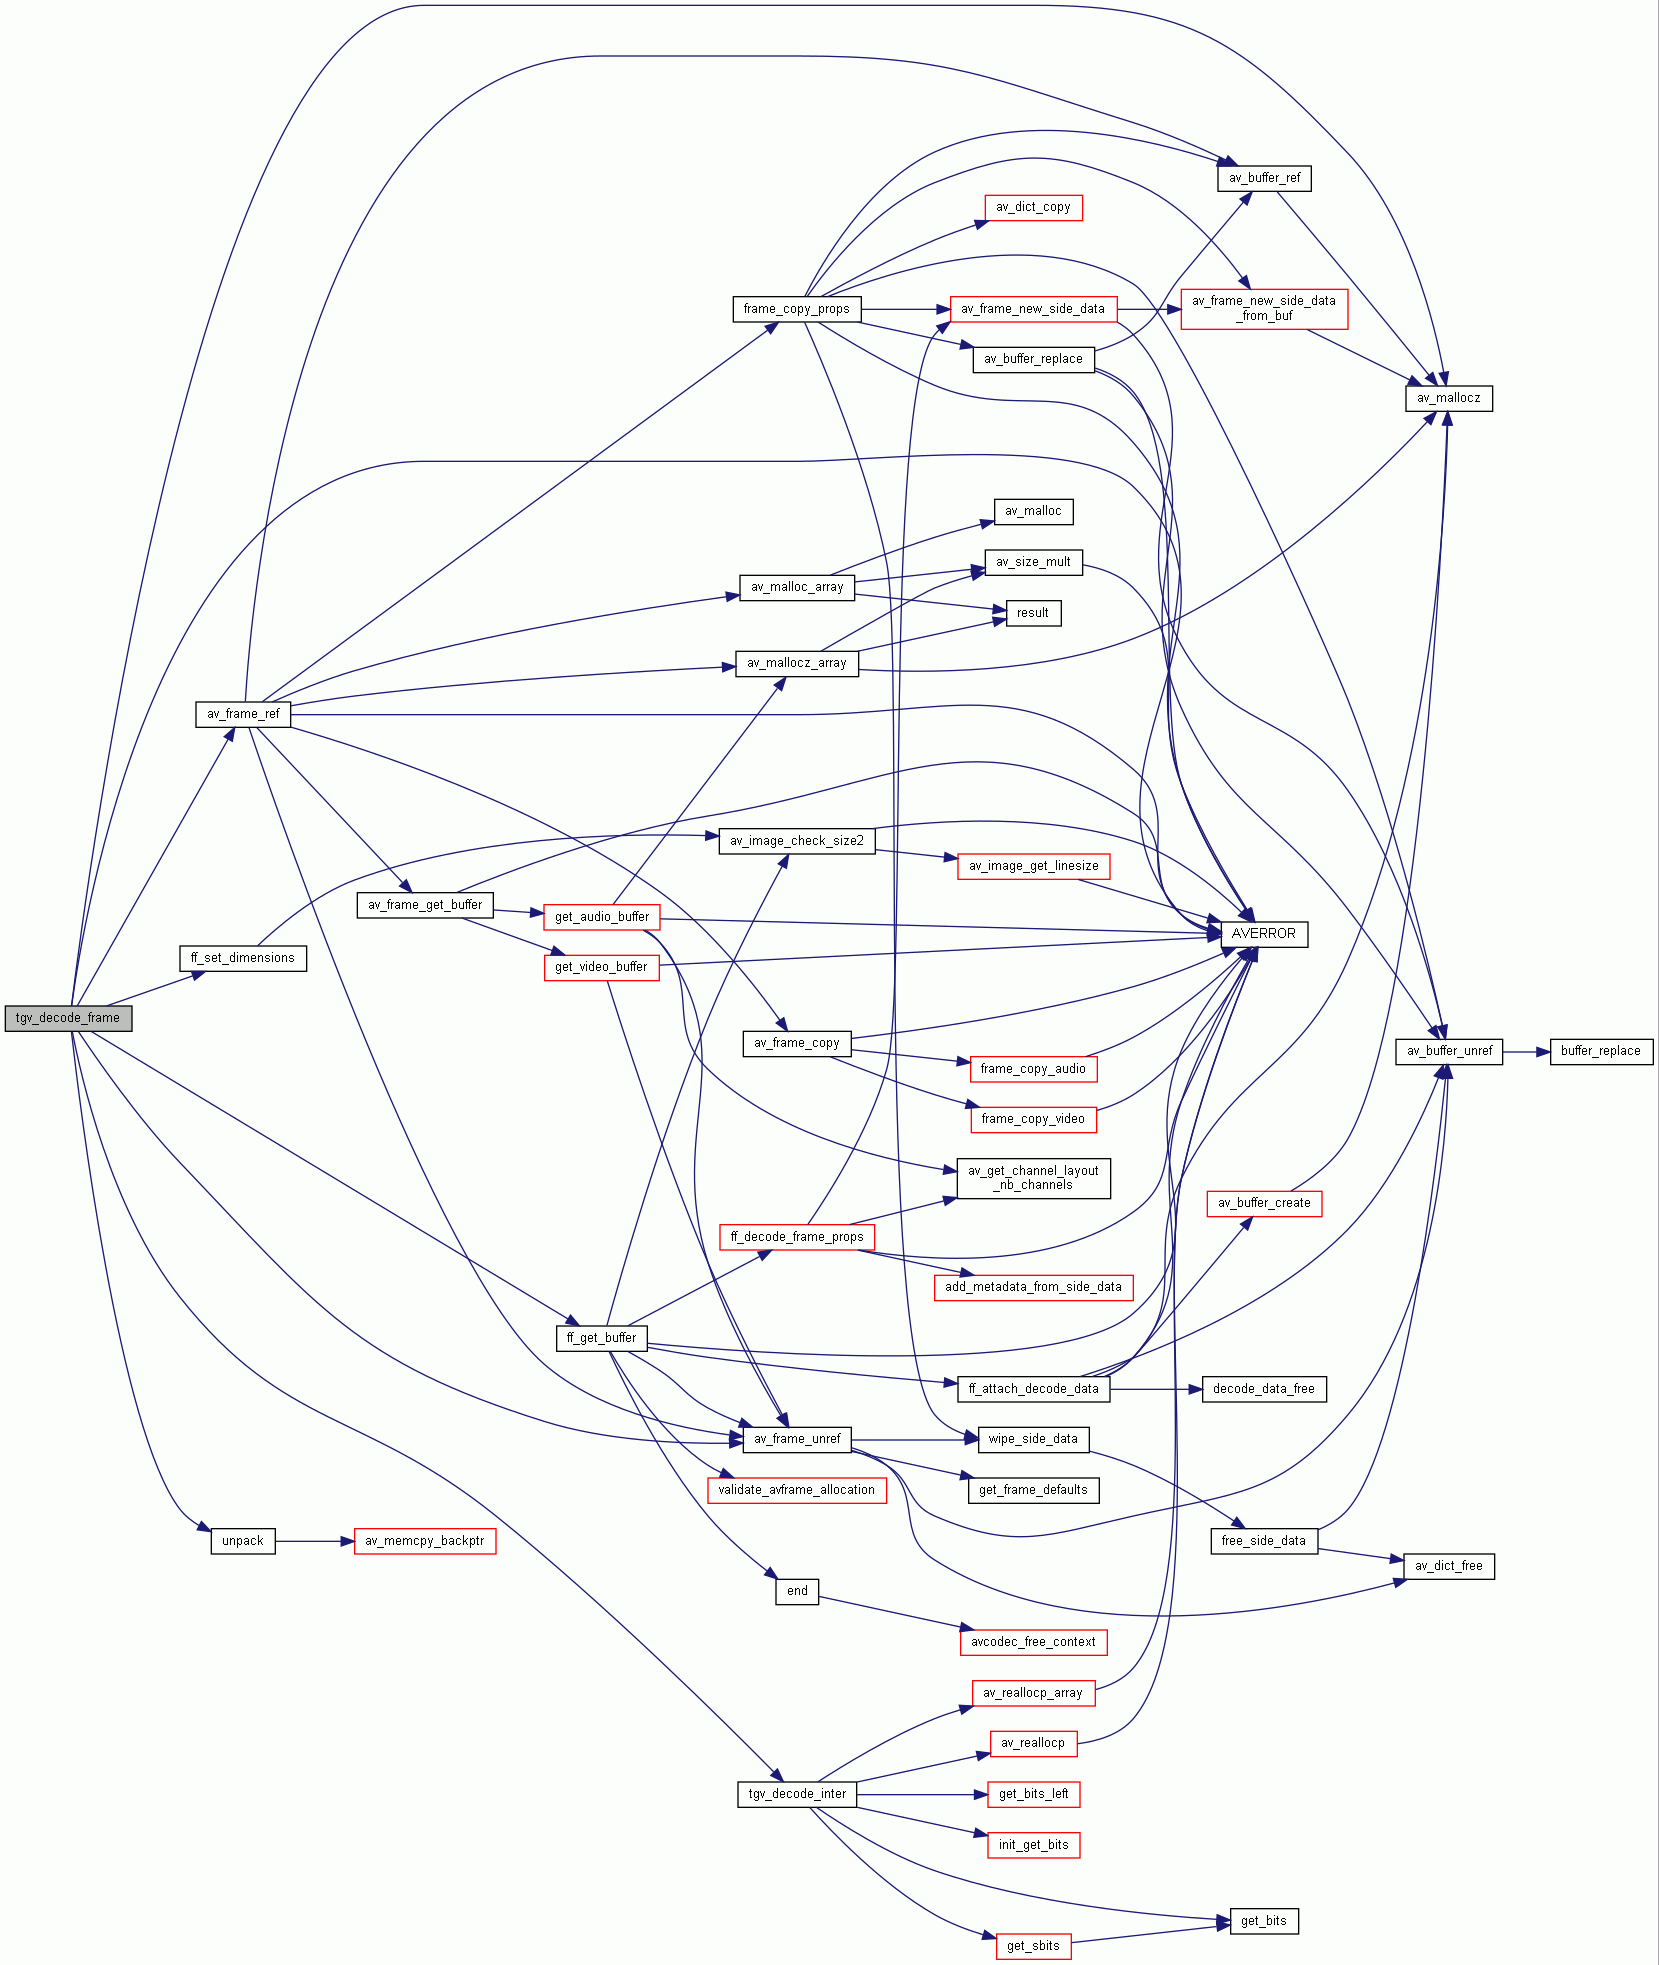 av_buffer_ref
av_dict_copy
frame_copy_props
av_frame_new_side_data
av_frame_new_side_data
_from_buf
av_buffer_replace
av_mallocz
av_malloc
av_size_mult
av_malloc_array
result
av_mallocz_array
av_frame_ref
av_image_check_size2
av_image_get_linesize
av_frame_get_buffer
get_audio_buffer
AVERROR
ff_set_dimensions
get_video_buffer
tgv_decode_frame
av_frame_copy
av_buffer_unref
buffer_replace
frame_copy_audio
frame_copy_video
av_get_channel_layout
_nb_channels
av_buffer_create
ff_decode_frame_props
add_metadata_from_side_data
ff_get_buffer
ff_attach_decode_data
decode_data_free
av_frame_unref
wipe_side_data
validate_avframe_allocation
get_frame_defaults
unpack
av_memcpy_backptr
free_side_data
av_dict_free
end
avcodec_free_context
av_reallocp_array
av_reallocp
tgv_decode_inter
get_bits_left
init_get_bits
get_bits
get_sbits